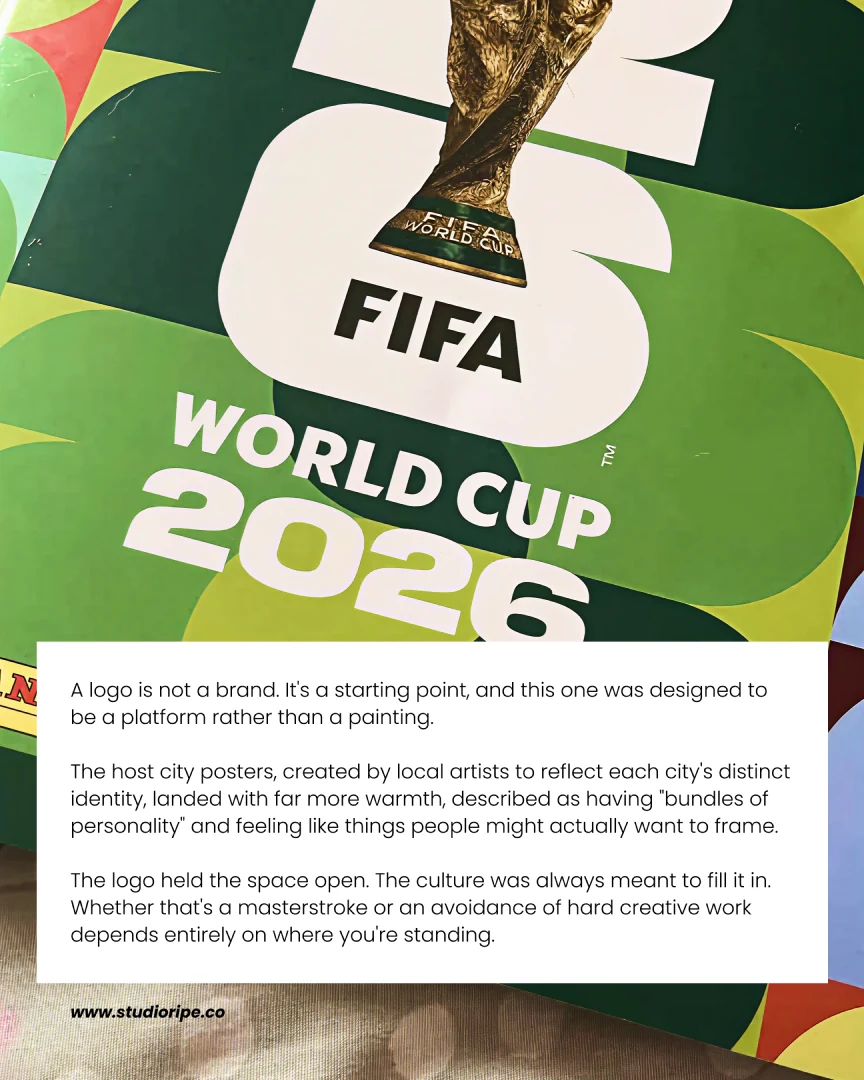 FIFA
WORLD CUP
FIFA
TM
WORLD CUP
2026
A logo is not a brand. It's a starting point, and this one was designed to
be a platform rather than a painting.
The host city posters, created by local artists to reflect each city's distinct
identity, landed with far more warmth, described as having "bundles of
personality" and feeling like things people might actually want to frame.
The logo held the space open. The culture was always meant to fill it in.
Whether that's a masterstroke or an avoidance of hard creative work
depends entirely on where you're standing.
www.studioripe.co